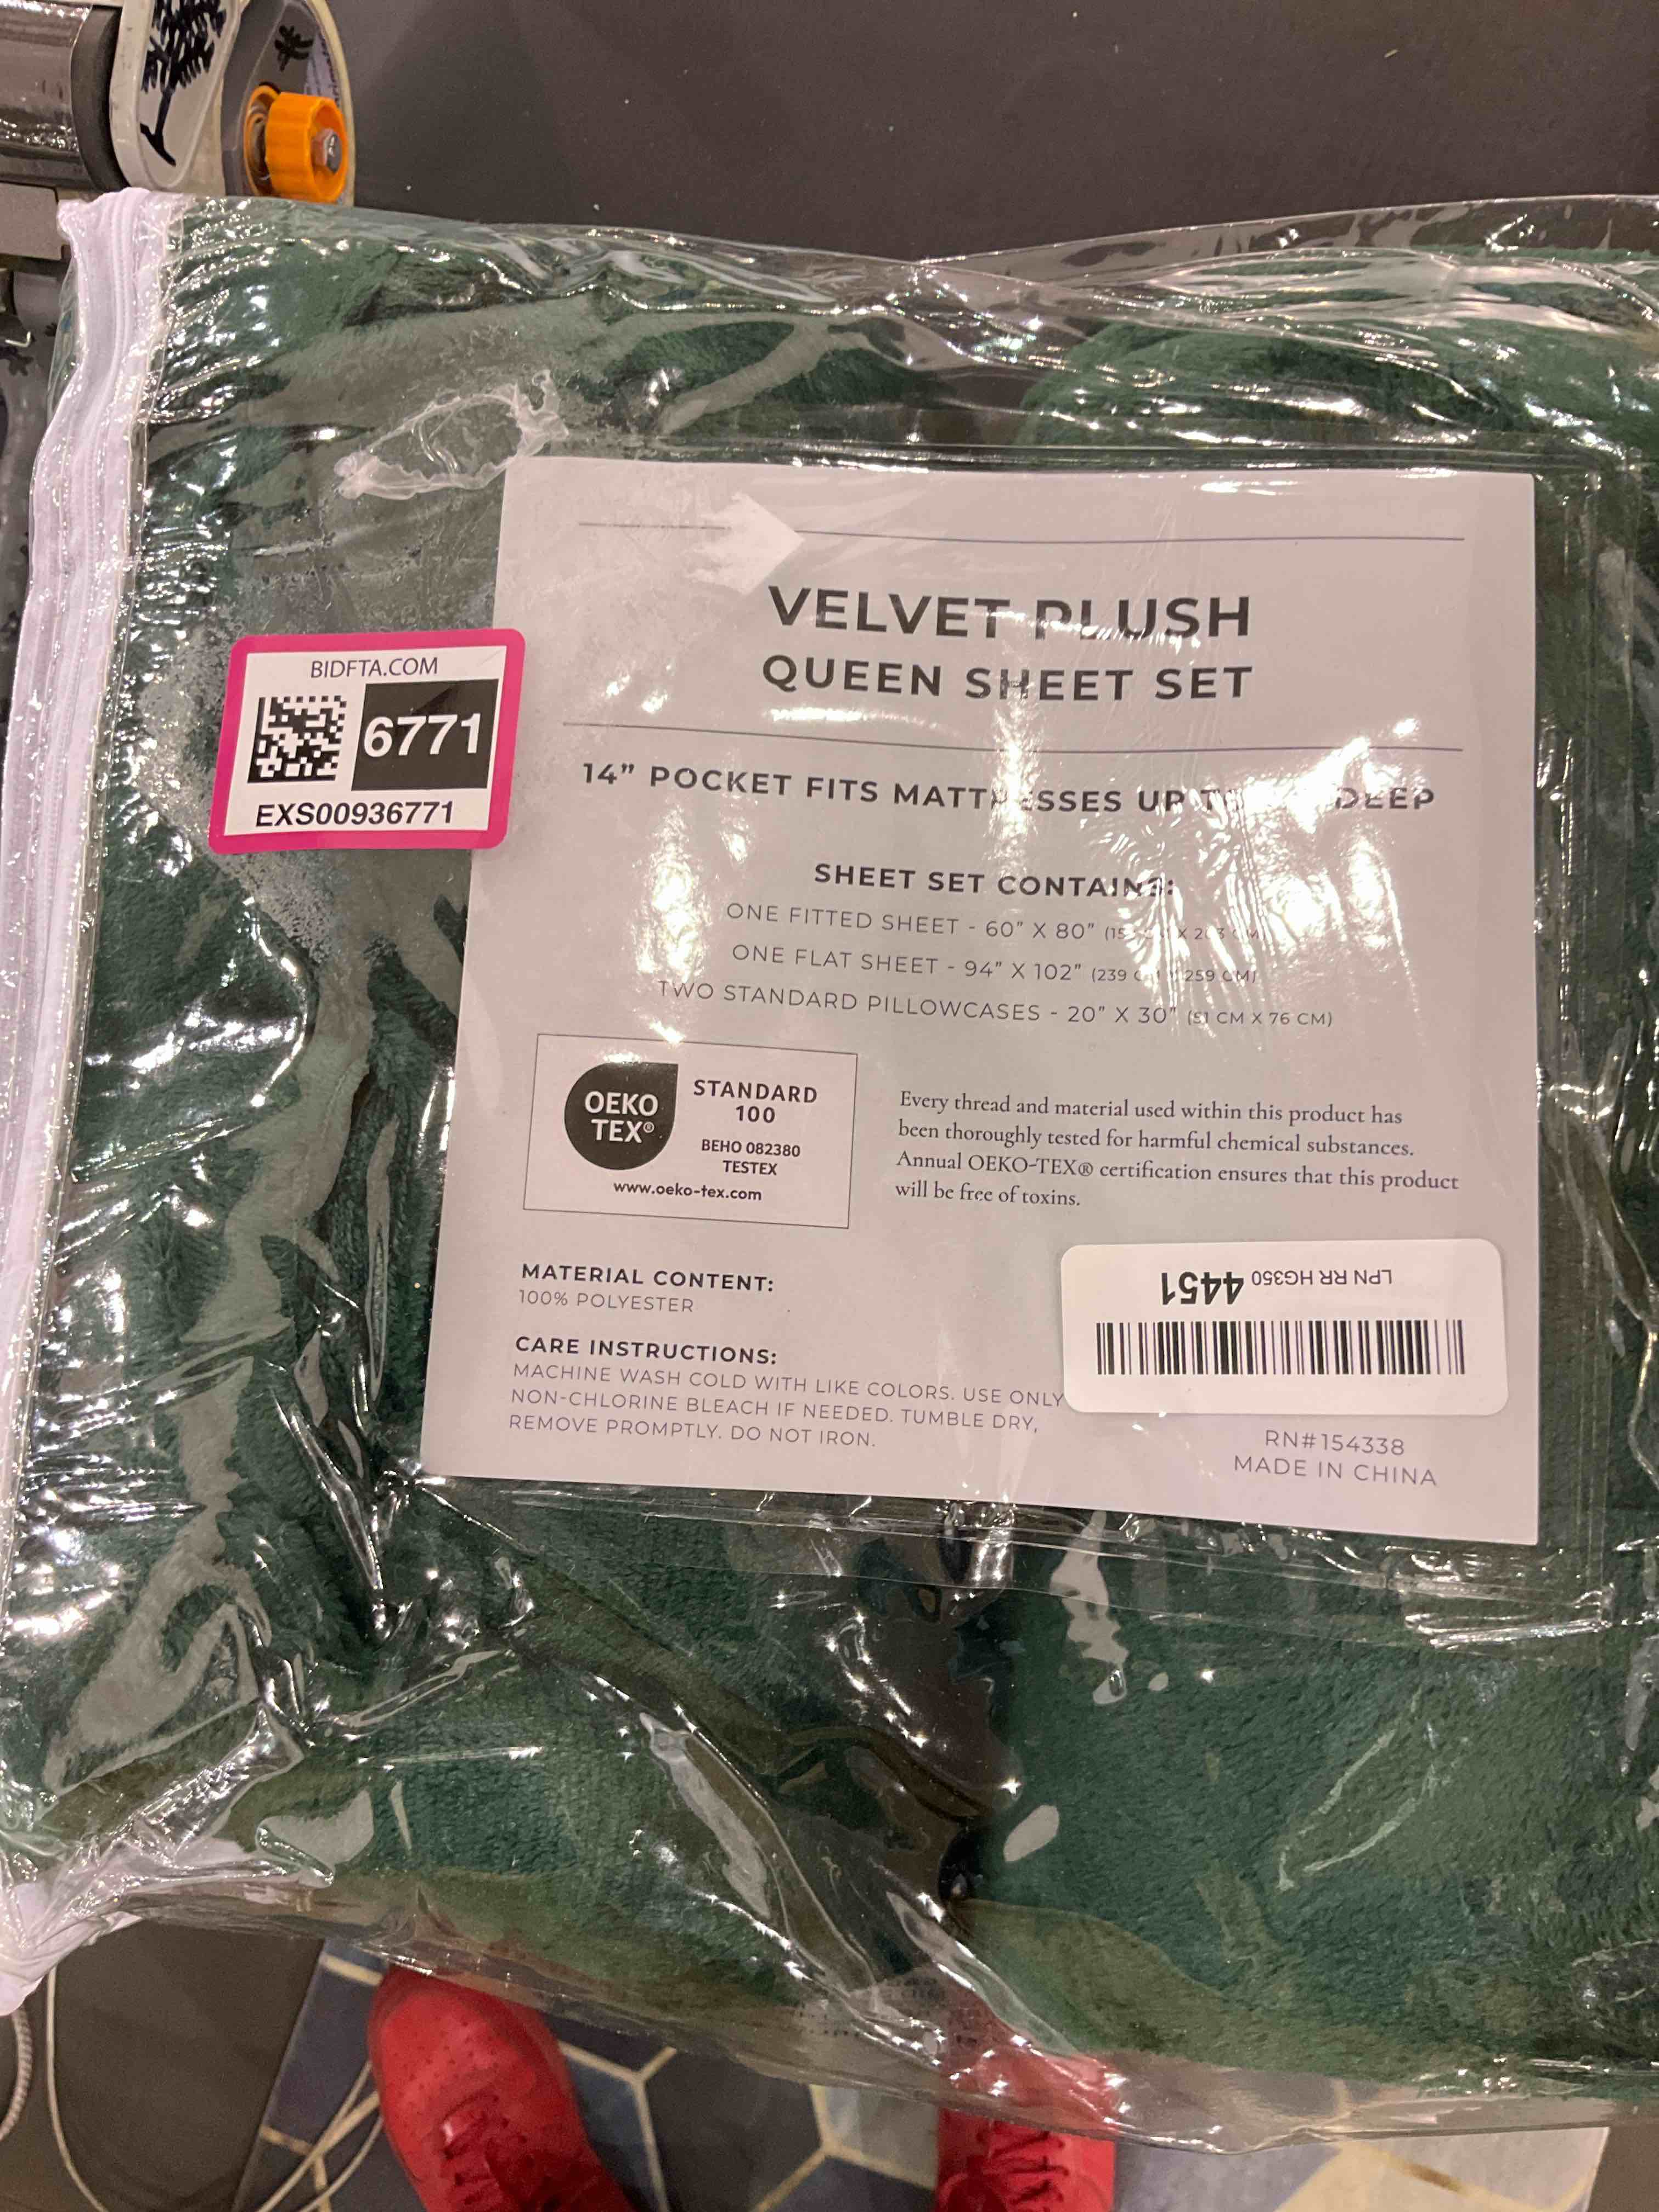 BIDFTA.COM
6771
EXS00936771
VELVET PLUSH
QUEEN SHEET SET
14” POCKET FITS MATTRESSES UP DEEP
SHEET SET CONTAINS:
ONE FITTED SHEET - 60” X 80”
ONE FLAT SHEET - 94” X 102” (239 259 CM)
TWO STANDARD PILLOWCASES - 20” X 30” (51 CM X 76 CM)
OEKO
TEX®
STANDARD
100
BEHO 082380
TESTEX
www.oeko-tex.com
Every thread and material used within this product has
been thoroughly tested for harmful chemical substances.
Annual OEKO-TEX® certification ensures that this product
will be free of toxins.
MATERIAL CONTENT:
100% POLYESTER
CARE INSTRUCTIONS:
MACHINE WASH COLD WITH LIKE COLORS. USE ONLY
NON-CHLORINE BLEACH IF NEEDED. TUMBLE DRY,
REMOVE PROMPTLY. DO NOT IRON.
LPN RR HG350 4451
RN#154338
MADE IN CHINA